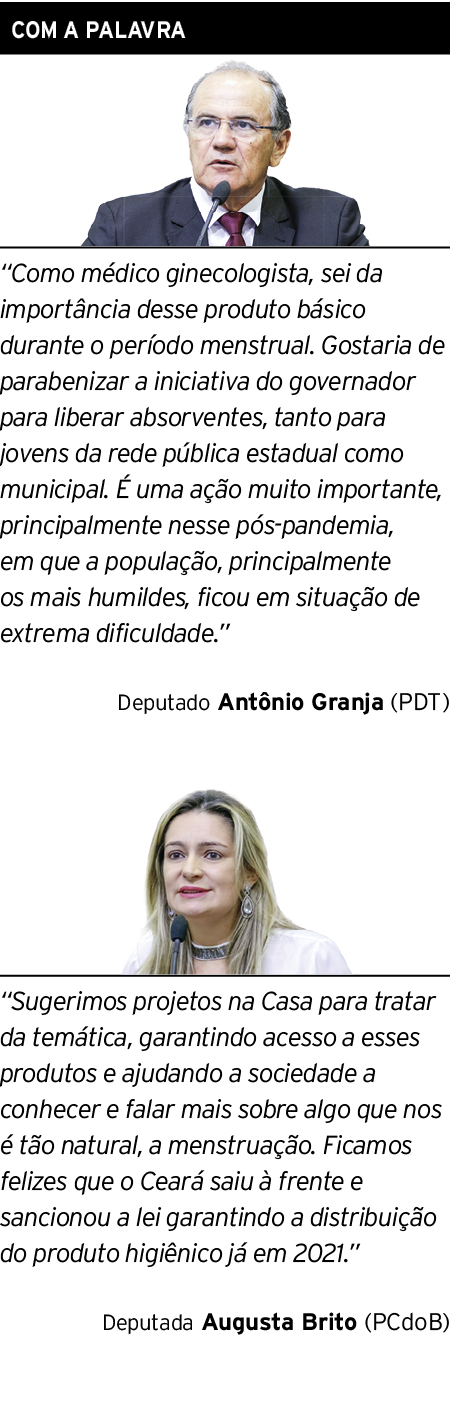 COM A PALAVRA
“Como médico ginecologista, sei da
importância desse produto básico
durante o período menstrual. Gostaria de
parabenizar a iniciativa do governador
para liberar absorventes, tanto para
jovens da rede pública estadual como
municipal. É uma ação muito importante,
principalmente nesse pós-pandemia,
em que a população, principalmente
os mais humildes, ficou em situação de
extrema dificuldade.”
Deputado Antônio Granja (PDT)
“Sugerimos projetos na Casa para tratar
da temática, garantindo acesso a esses
produtos e ajudando a sociedade a
conhecer e falar mais sobre algo que nos
é tão natural, a menstruação. Ficamos
felizes que o Ceará saiu à frente e
sancionou a lei garantindo a distribuição
do produto higiênico já em 2021.”
Deputada Augusta Brito (PCdoB)